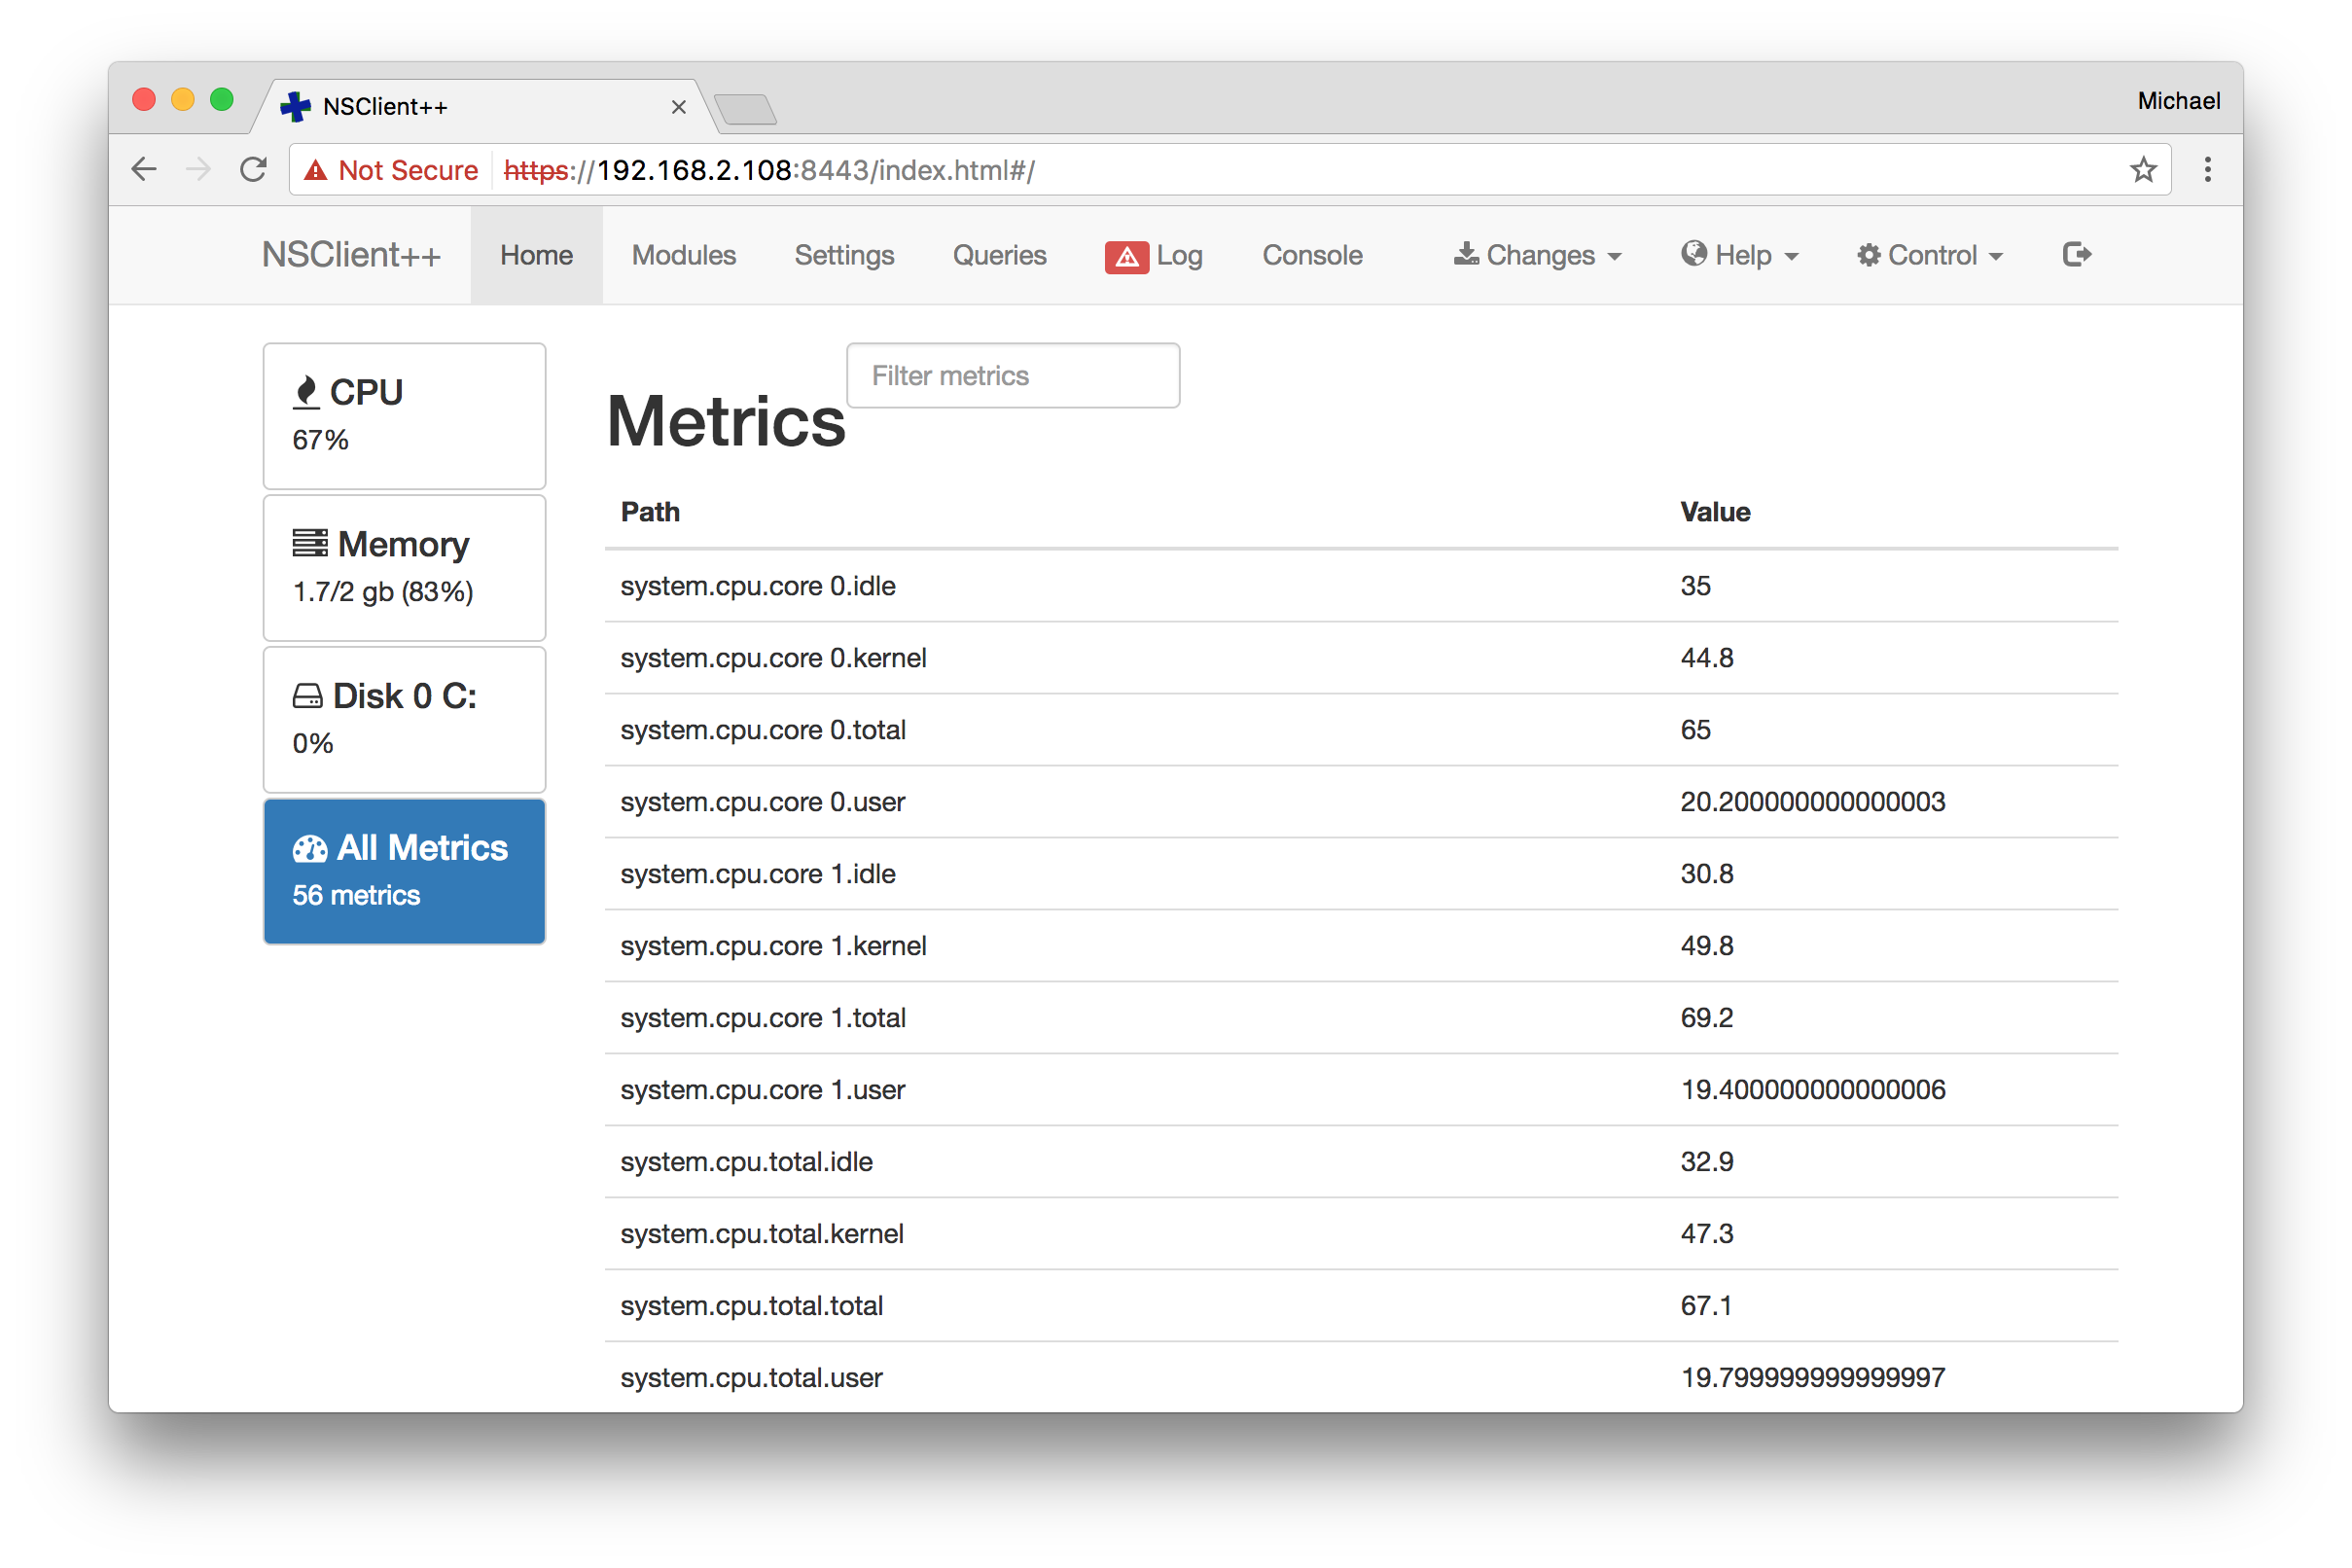 NSClient++
Michael
Not Secure https://192.168.2.108:8443/index.html#/
NSClient++ Home Modules Settings Queries Log Console Changes Help Control
CPU
67%
Memory
1.7/2 gb (83%)
Disk 0 C:
0%
All Metrics
56 metrics
Metrics
Filter metrics
Path Value
system.cpu.core 0.idle 35
system.cpu.core 0.kernel 44.8
system.cpu.core 0.total 65
system.cpu.core 0.user 20.200000000000003
system.cpu.core 1.idle 30.8
system.cpu.core 1.kernel 49.8
system.cpu.core 1.total 69.2
system.cpu.core 1.user 19.400000000000006
system.cpu.total.idle 32.9
system.cpu.total.kernel 47.3
system.cpu.total.total 67.1
system.cpu.total.user 19.799999999999997